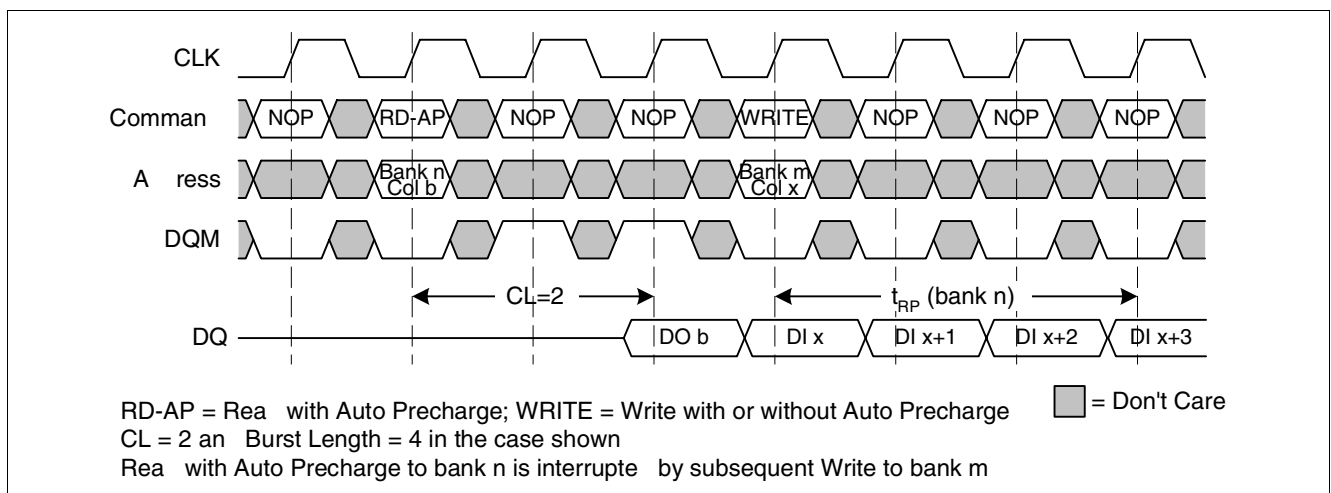 CLK
Comman
NOP RD-AP NOP NOP WRITE NOP NOP NOP
A ress
Bank n Col b
Bank m Col x
DQM
CL=2
tRP (bank n)
DQ
DO b DI x DI x+1 DI x+2 DI x+3
RD-AP = Rea with Auto Precharge; WRITE = Write with or without Auto Precharge
= Don't Care
CL = 2 an Burst Length = 4 in the case shown
Rea with Auto Precharge to bank n is interrupte by subsequent Write to bank m